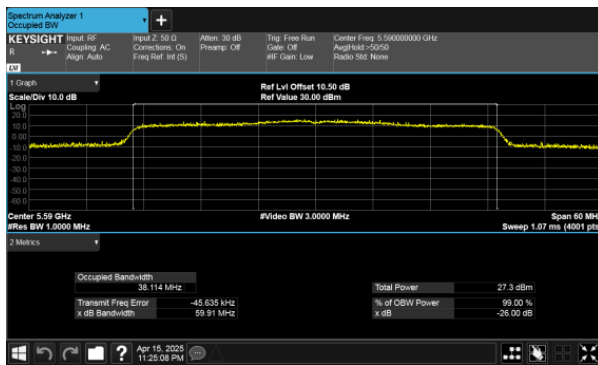 Spectrum Analyzer 1
Occupied BW
+
KEYSIGHT Input: RF Input Z: 50 Ω Atten: 30 dB Trig: Free Run Center Freq: 5.590000000 GHz
R Coupling: AC Corrections: On Preamp: Off Gate: Off Avg|Hold:>50/50
Align: Auto Freq Ref: Int (S) #IF Gain: Low Radio Std: None
1 Graph
Scale/Div 10.0 dB Ref Lvl Offset 10.50 dB
Ref Value 30.00 dBm
Log
20.0
10.0
0.00
-10.0
-20.0
-30.0
-40.0
-50.0
-60.0
Center 5.59 GHz #Video BW 3.0000 MHz Span 60 MH
#Res BW 1.0000 MHz Sweep 1.07 ms (4001 pts
2 Metrics
Occupied Bandwidth
38.114 MHz Total Power 27.3 dBm
Transmit Freq Error -45.635 kHz % of OBW Power 99.00 %
x dB Bandwidth 59.91 MHz x dB -26.00 dB
? Apr 15, 2025
11:25:08 PM